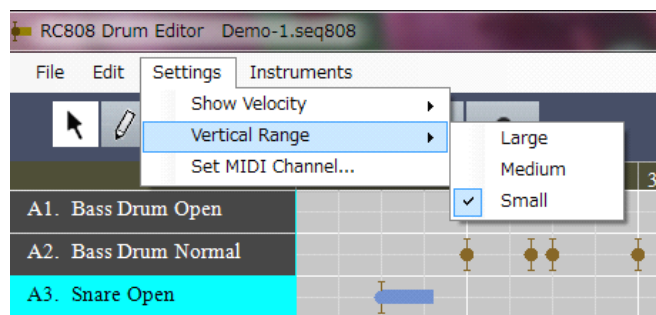 RC808 Drum Editor Demo-1.seq808
File Edit Settings Instruments
Show Velocity
Vertical Range
Set MIDI Channel...
Large
Medium
Small
3
A1. Bass Drum Open
A2. Bass Drum Normal
A3. Snare Open